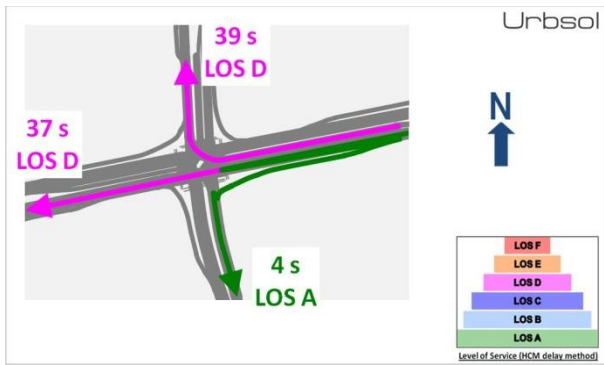 Urbsol
39 s
LOS D
37 s
LOS D
N
4 s
LOS A
LOS F
LOS E
LOS D
LOS C
LOS B
LOS A
Level of Service (HCM delay method)